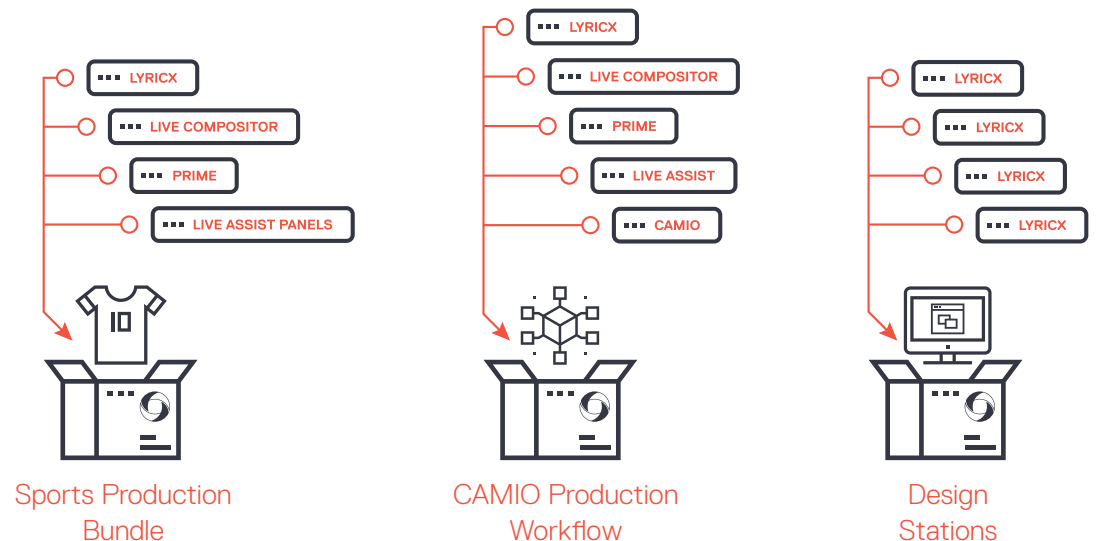 LYRICX
LIVE COMPOSITOR
PRIME
LIVE ASSIST PANELS
10
Sports Production
Bundle
LYRICX
LIVE COMPOSITOR
PRIME
LIVE ASSIST
CAMIO
CAMIO Production
Workflow
LYRICX
LYRICX
LYRICX
LYRICX
Design
Stations